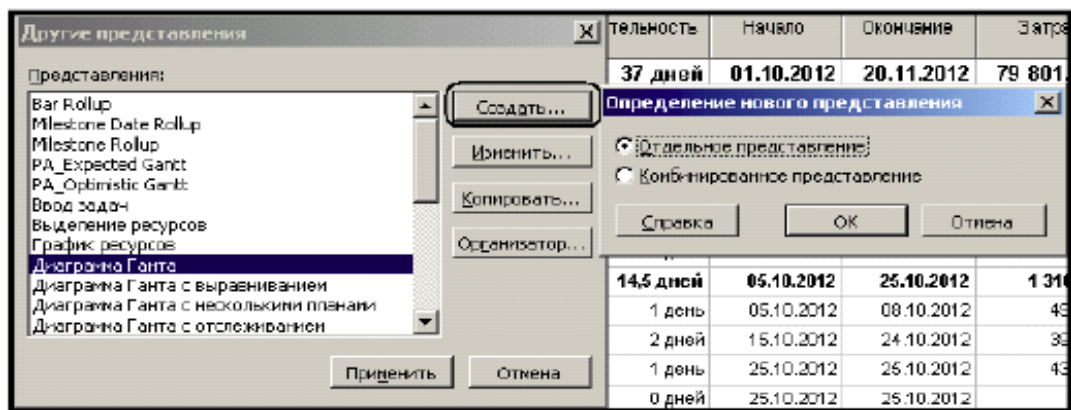 Другие представления
Представления:
Bar Rollup
Milestone Date Rollup
Milestone Rollup
PA_Expected Gantt
PA_Optimistic Gantt
Ввод задач
Выделение ресурсов
График ресурсов
Диаграмма Ганта
Диаграмма Ганта с выравниванием
Диаграмма Ганта с несколькими планами
Диаграмма Ганта с отслеживанием
Создать...
Изменить...
Копировать...
Организатор...
Применить
Отмена
тельность Начало Окончание Затра
37 дней 01.10.2012 20.11.2012 79 801,
Определение нового представления
Отдельное представление
Комбинированное представление
Справка
ОК
Отмена
14,5 дней 05.10.2012 25.10.2012 1 310
1 день 05.10.2012 08.10.2012
2 дней 15.10.2012 24.10.2012
1 день 25.10.2012 25.10.2012
0 дней 25.10.2012 25.10.2012